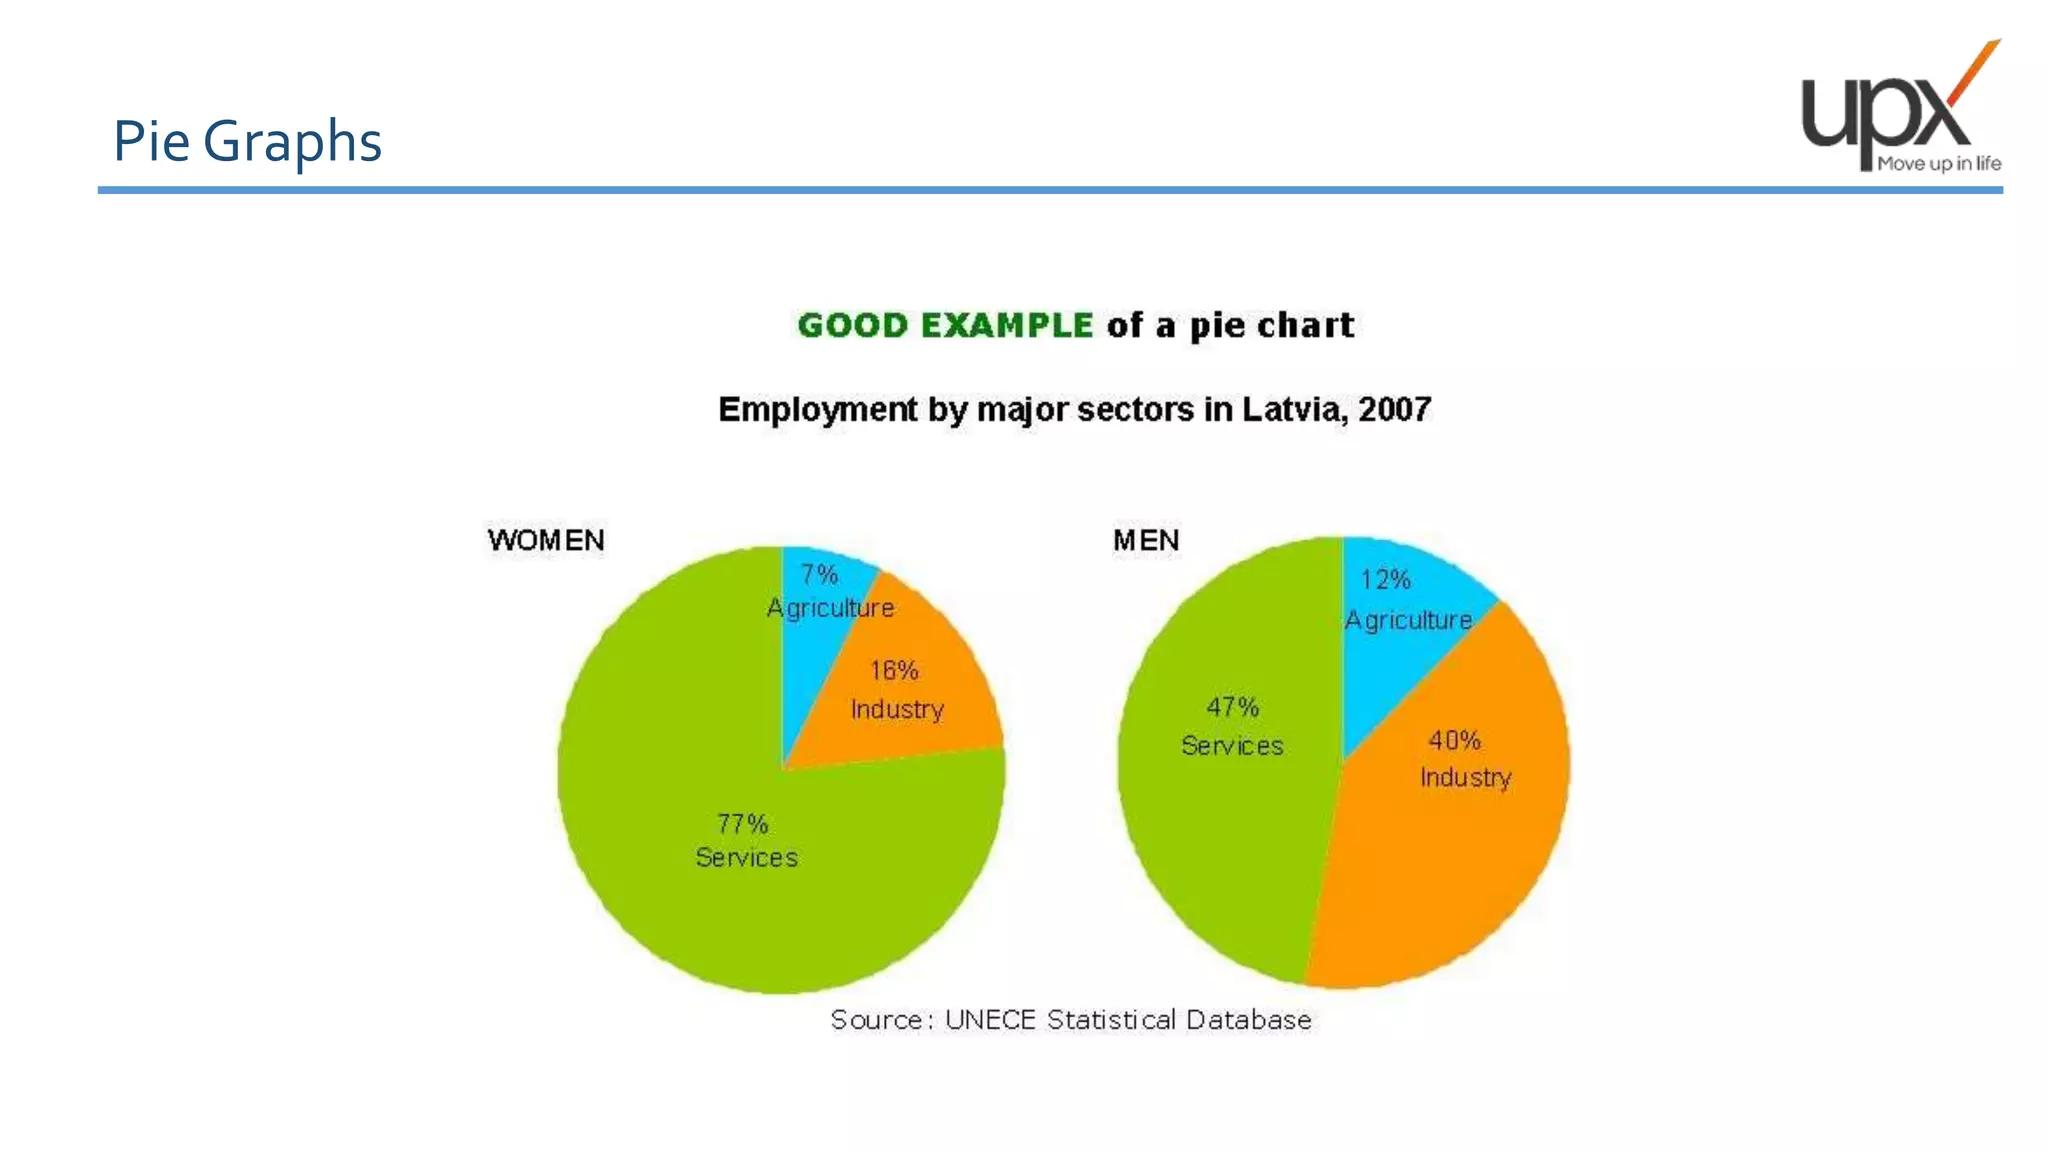 Pie Graphs
upx
Move up in life
GOOD EXAMPLE of a pie chart
Employment by major sectors in Latvia, 2007
WOMEN
7%
Agriculture
16%
Industry
77%
Services
MEN
12%
Agriculture
47%
Services
40%
Industry
Source: UNECE Statistical Database